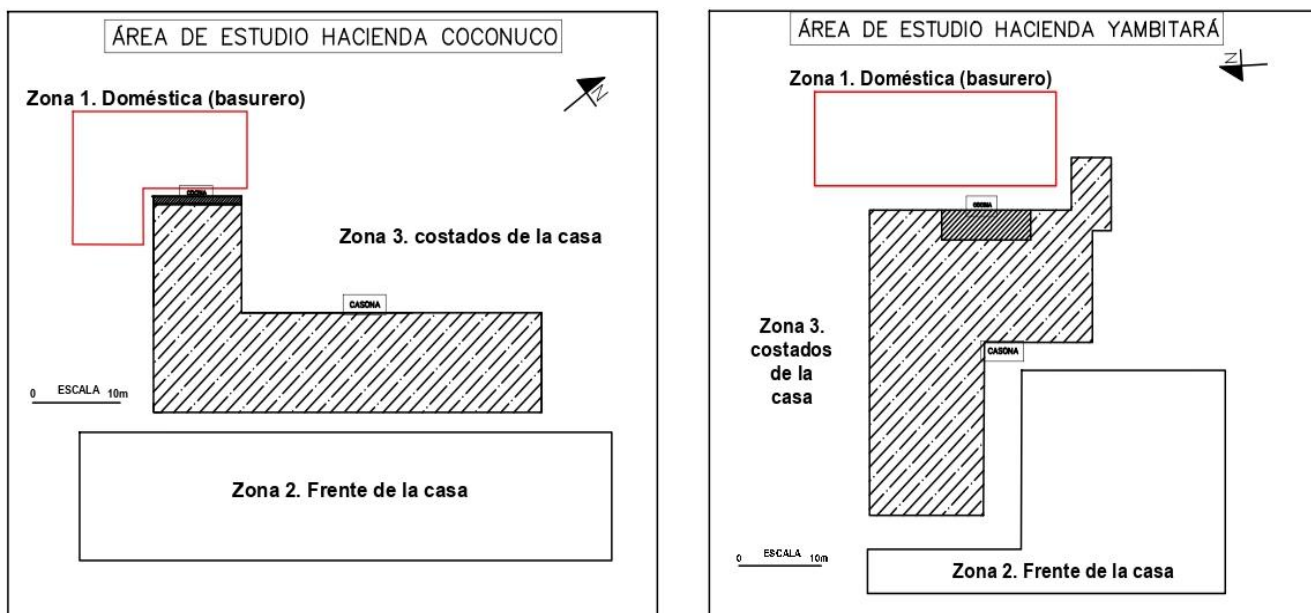 ÁREA DE ESTUDIO HACIENDA COCONUCO
N
Zona 1. Doméstica (basurero)
COCINA
Zona 3. costados de la casa
CASONA
0 ESCALA 10m
Zona 2. Frente de la casa
ÁREA DE ESTUDIO HACIENDA YAMBITARÁ
N
Zona 1. Doméstica (basurero)
COCINA
Zona 3.
costados
de la
casa
CASONA
0 ESCALA 10m
Zona 2. Frente de la casa